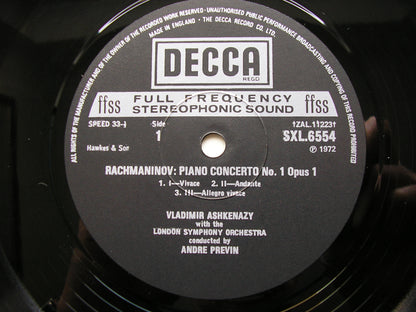 ALL RIGHTS OF THE MANUFACTURER AND OF THE OWNER OF THE RECORDED WORK RESERVED · UNAUTHORISED PUBLIC PERFORMANCE BROADCASTING AND COPYING OF THIS RECORD PROHIBITED
MADE IN ENGLAND · THE DECCA RECORD CO. LTD.
DECCA
REGD
ffss FULL FREQUENCY ffss
STEREOPHONIC SOUND
SPEED 33⅓ Side †ZAL.11223†
1 SXL.6554
Hawkes & Son ℗ 1972
RACHMANINOV: PIANO CONCERTO No. 1 Opus 1
1. I—Vivace 2. II—Andante
3. III—Allegro vivace
VLADIMIR ASHKENAZY
with the
LONDON SYMPHONY ORCHESTRA
conducted by
ANDRE PREVIN